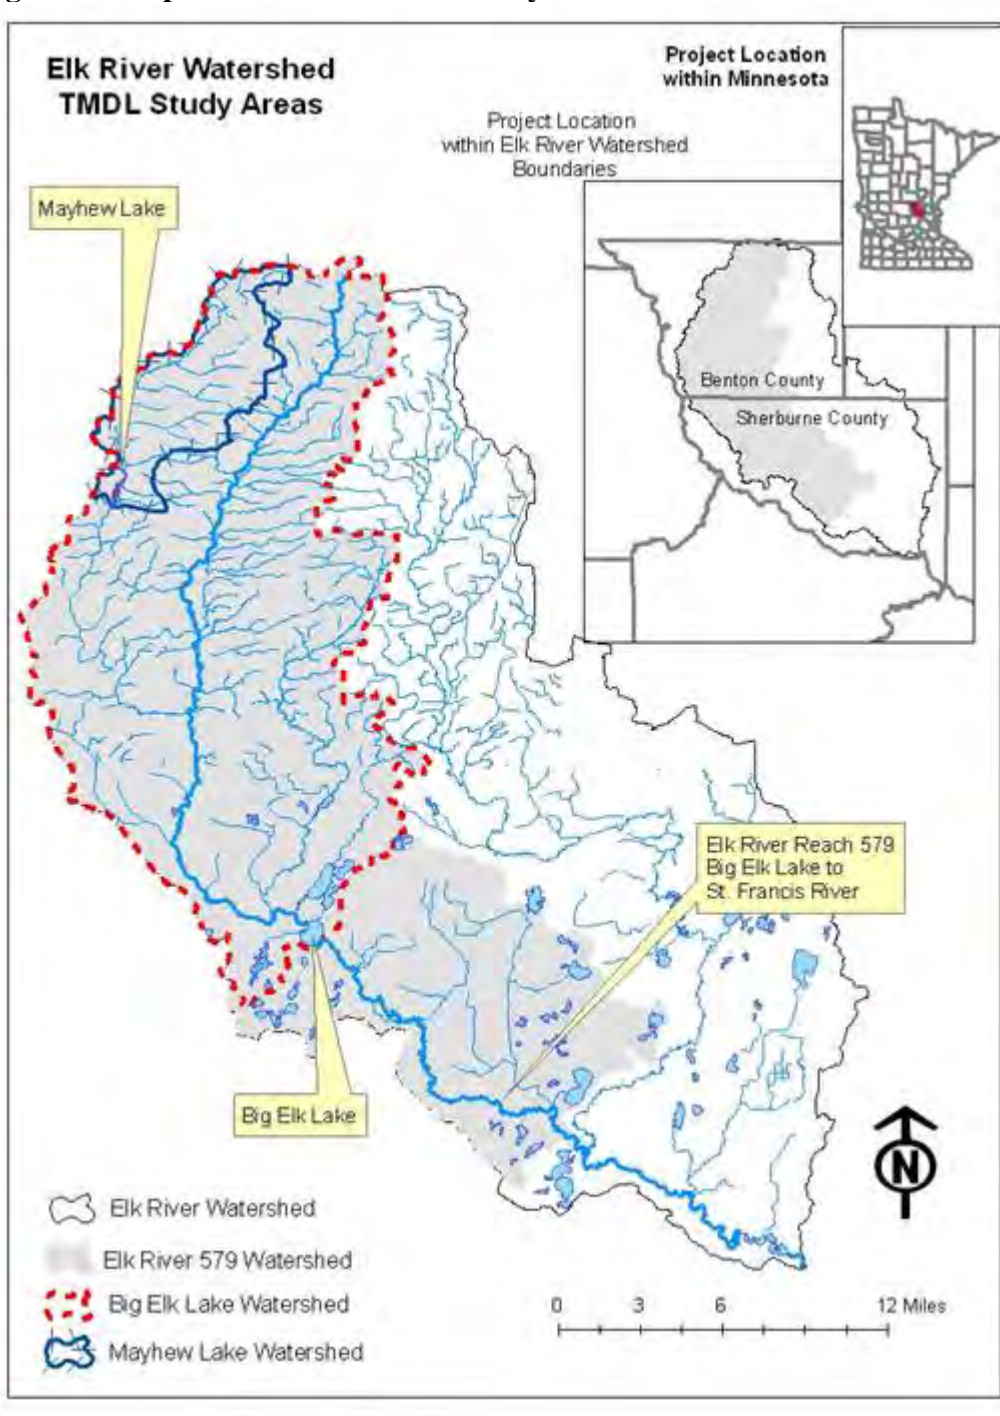 Elk River Watershed
TMDL Study Areas
Project Location
within Minnesota
Project Location
within Elk River Watershed
Boundaries
Mayhew Lake
Benton County
Sherburne County
Elk River Reach 579
Big Elk Lake to
St. Francis River
Big Elk Lake
N
Elk River Watershed
Elk River 579 Watershed
Big Elk Lake Watershed
Mayhew Lake Watershed
0 3 6 12 Miles